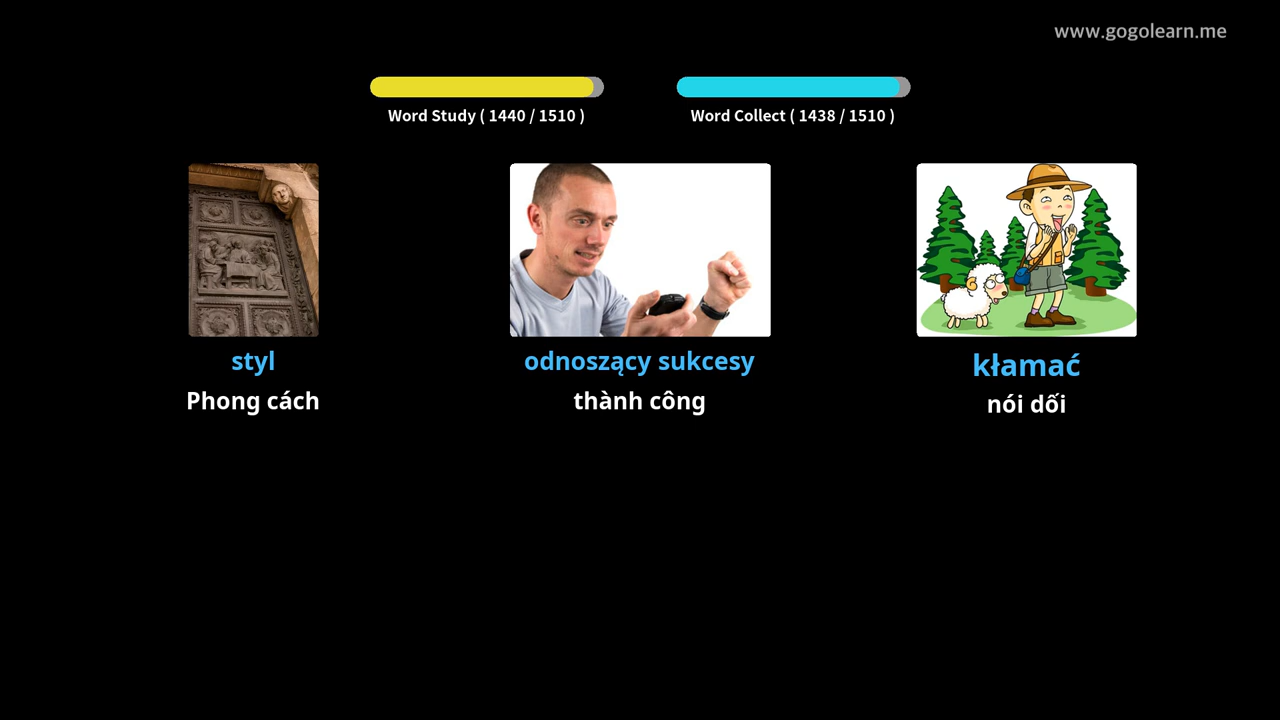 www.gogolearn.me
Word Study ( 1440 / 1510 )
Word Collect ( 1438 / 1510 )
styl
Phong cách
odnoszący sukcesy
thành công
kłamać
nói dối